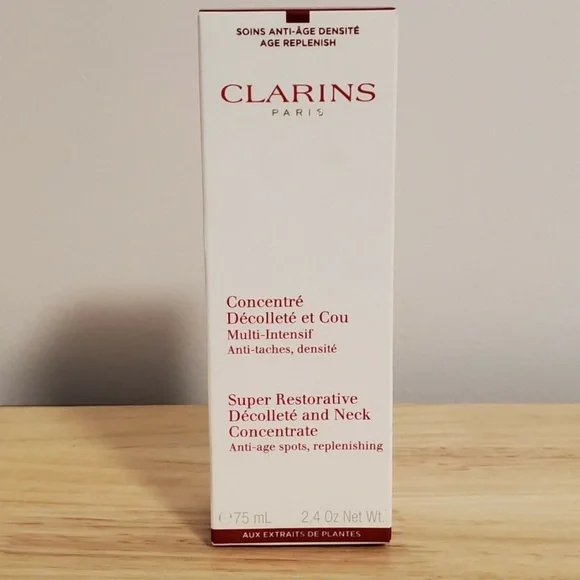 SOINS ANTI-ÂGE DENSITÉ
AGE REPLENISH
CLARINS
PARIS
Concentré
Décolleté et Cou
Multi-Intensif
Anti-taches, densité
Super Restorative
Décolleté and Neck
Concentrate
Anti-age spots, replenishing
℮75 mL 2.4 Oz Net Wt.
AUX EXTRAITS DE PLANTES